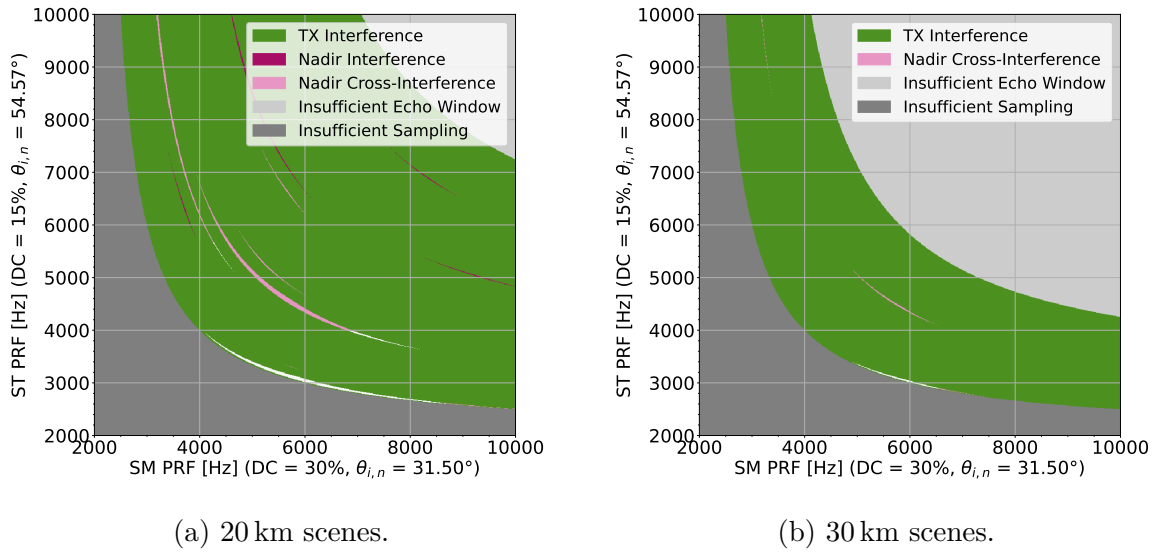 10000
9000
8000
7000
6000
5000
4000
3000
2000
ST PRF [Hz] (DC = 15%, θi,n = 54.57°)
TX Interference
Nadir Interference
Nadir Cross-Interference
Insufficient Echo Window
Insufficient Sampling
2000 4000 6000 8000 10000
SM PRF [Hz] (DC = 30%, θi,n = 31.50°)
(a) 20 km scenes.
10000
9000
8000
7000
6000
5000
4000
3000
2000
ST PRF [Hz] (DC = 15%, θi,n = 54.57°)
TX Interference
Nadir Cross-Interference
Insufficient Echo Window
Insufficient Sampling
2000 4000 6000 8000 10000
SM PRF [Hz] (DC = 30%, θi,n = 31.50°)
(b) 30 km scenes.